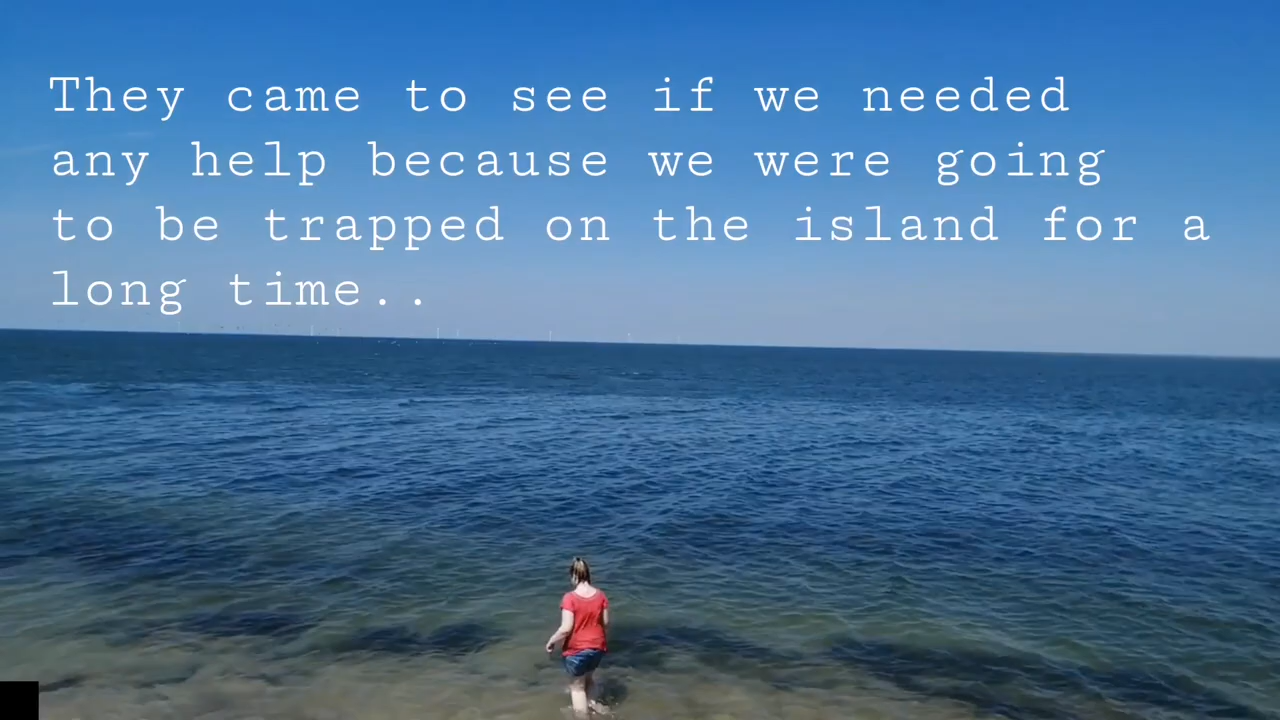 They came to see if we needed
any help because we were going
to be trapped on the island for a
long time..